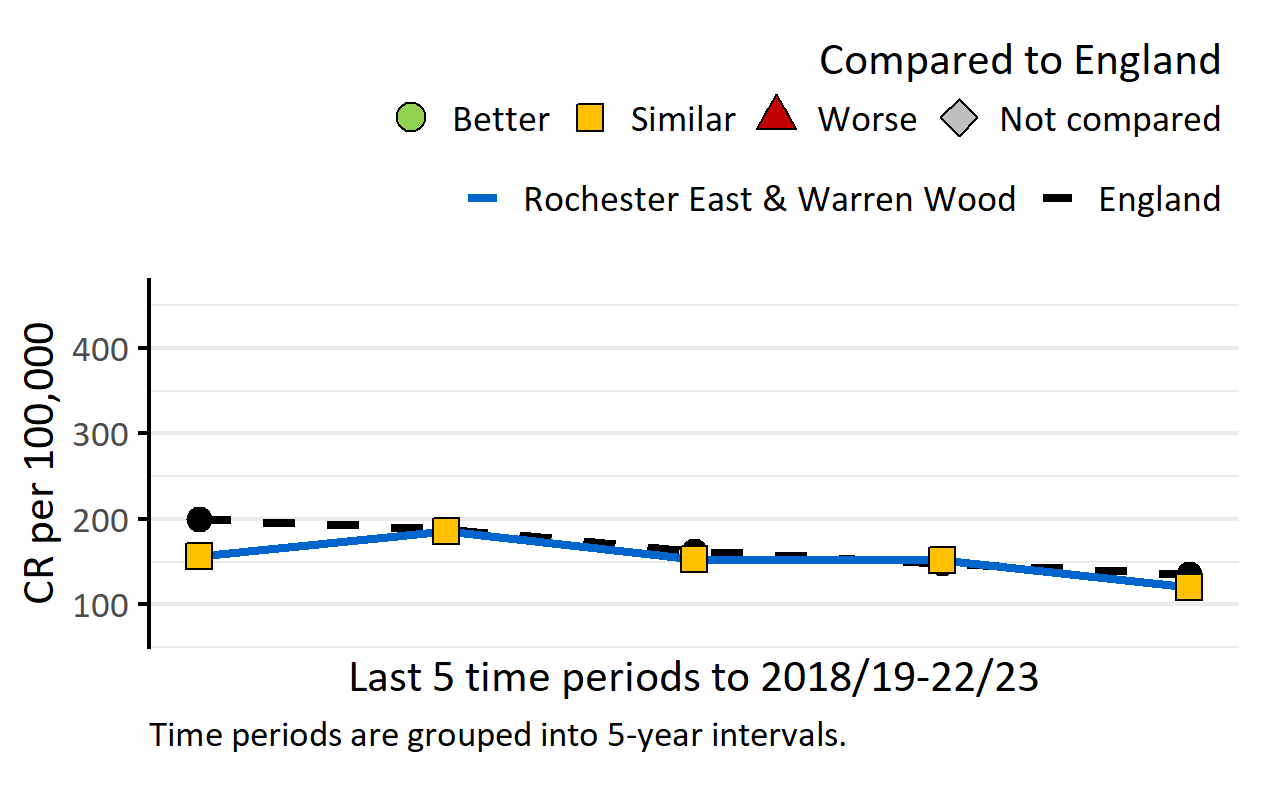 Compared to England
Better Similar Worse Not compared
Rochester East & Warren Wood England
CR per 100,000
400
300
200
100
Last 5 time periods to 2018/19-22/23
Time periods are grouped into 5-year intervals.